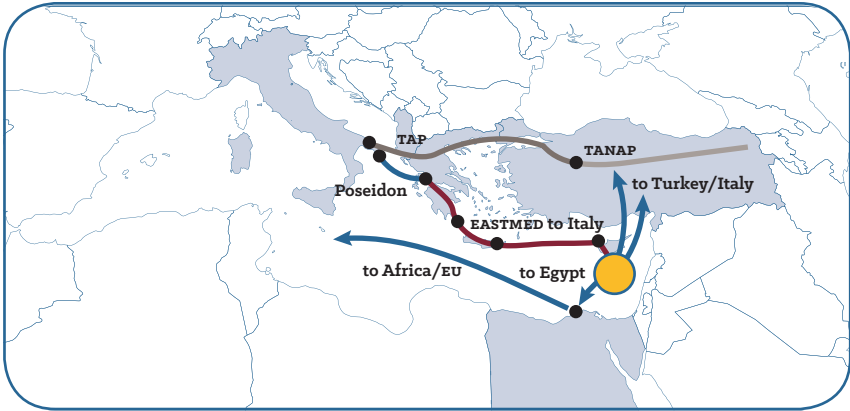 TAP
TANAP
to Turkey/Italy
Poseidon
EASTMED to Italy
to Africa/EU
to Egypt